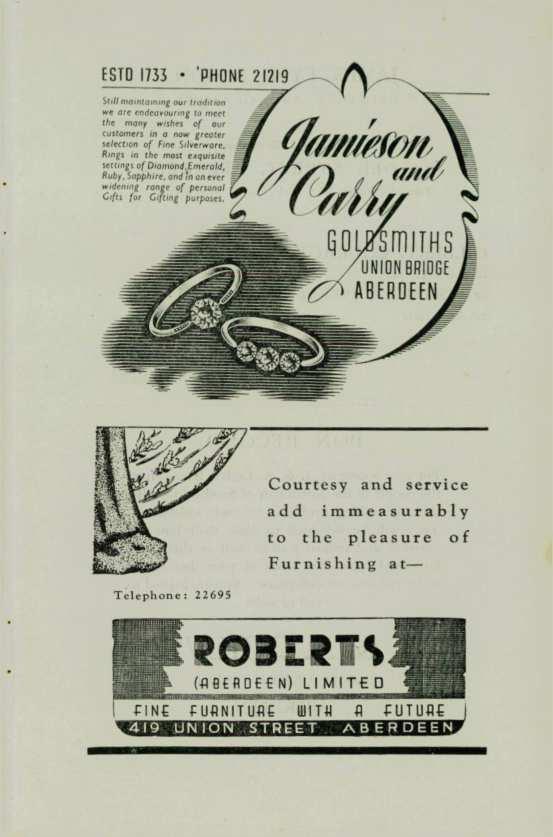 ESTD 1733 • 'PHONE 21219
Still maintaining our tradition
we are endeavouring to meet
the many wishes of our
customers in a now greater
selection of Fine Silverware,
Rings in the most exquisite
settings of Diamond, Emerald,
Ruby, Sapphire, and in an ever
widening range of personal
Gifts for Gifting purposes.
Jamieson
and
Carry
GOLDSMITHS
UNION BRIDGE
ABERDEEN
Courtesy and service
add immeasurably
to the pleasure of
Furnishing at—
Telephone: 22695
ROBERTS
(ABERDEEN) LIMITED
FINE FURNITURE WITH A FUTURE
419 UNION STREET ABERDEEN